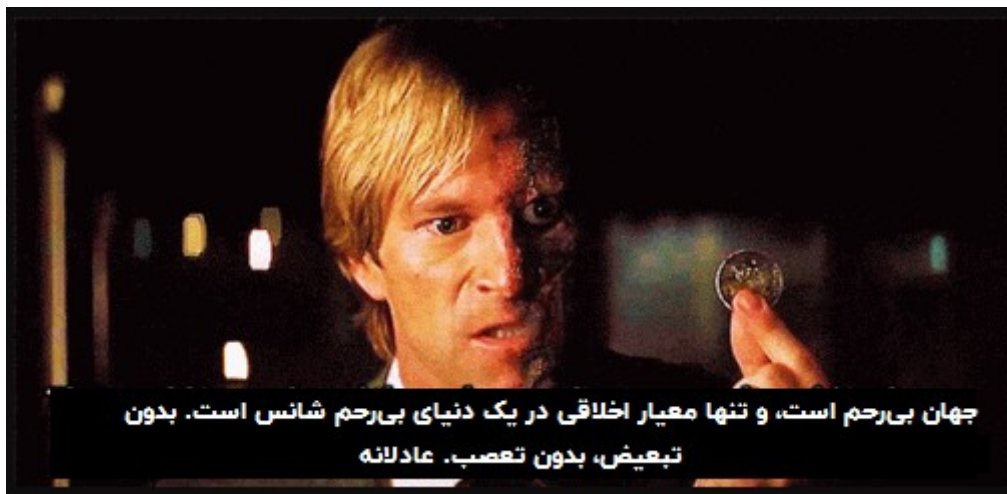 جهان بی‌رحم است، و تنها معیار اخلاقی در یک دنیای بی‌رحم شانس است. بدون
تبعیض، بدون تعصب. عادلانه